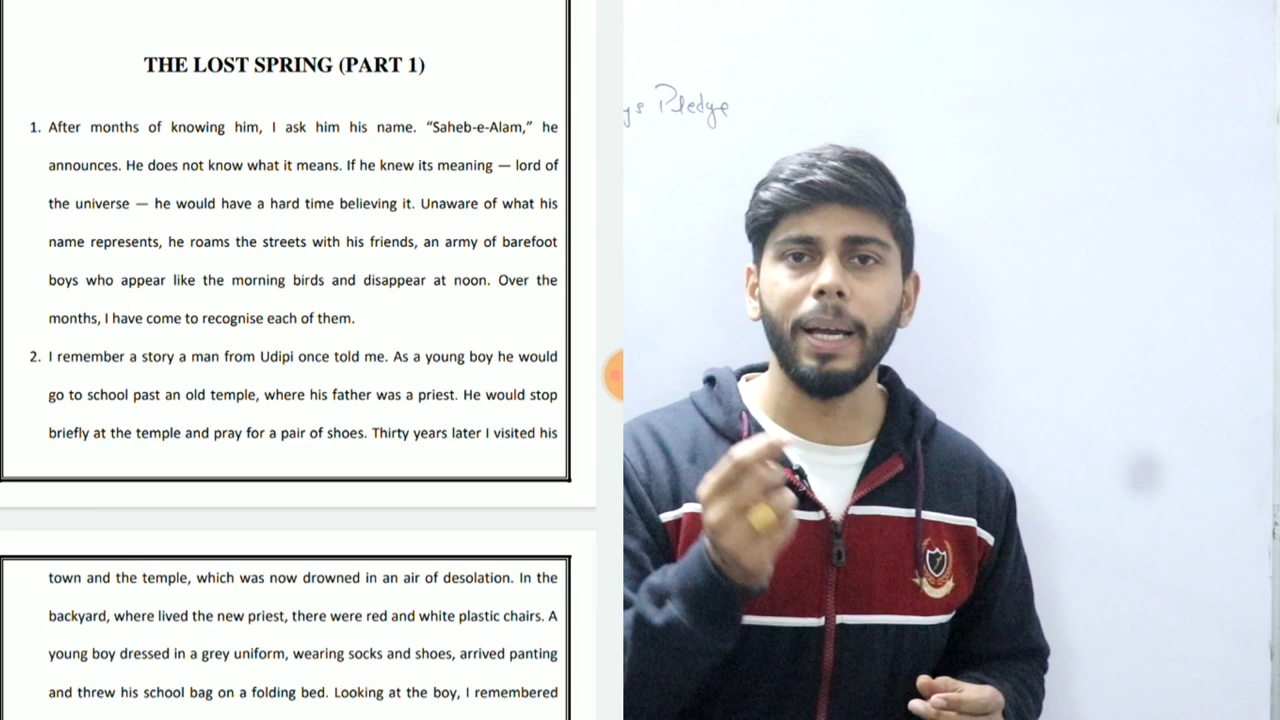 THE LOST SPRING (PART 1)
1. After months of knowing him, I ask him his name. “Saheb-e-Alam,” he
announces. He does not know what it means. If he knew its meaning — lord of
the universe — he would have a hard time believing it. Unaware of what his
name represents, he roams the streets with his friends, an army of barefoot
boys who appear like the morning birds and disappear at noon. Over the
months, I have come to recognise each of them.
2. I remember a story a man from Udipi once told me. As a young boy he would
go to school past an old temple, where his father was a priest. He would stop
briefly at the temple and pray for a pair of shoes. Thirty years later I visited his
town and the temple, which was now drowned in an air of desolation. In the
backyard, where lived the new priest, there were red and white plastic chairs. A
young boy dressed in a grey uniform, wearing socks and shoes, arrived panting
and threw his school bag on a folding bed. Looking at the boy, I remembered
Pledge